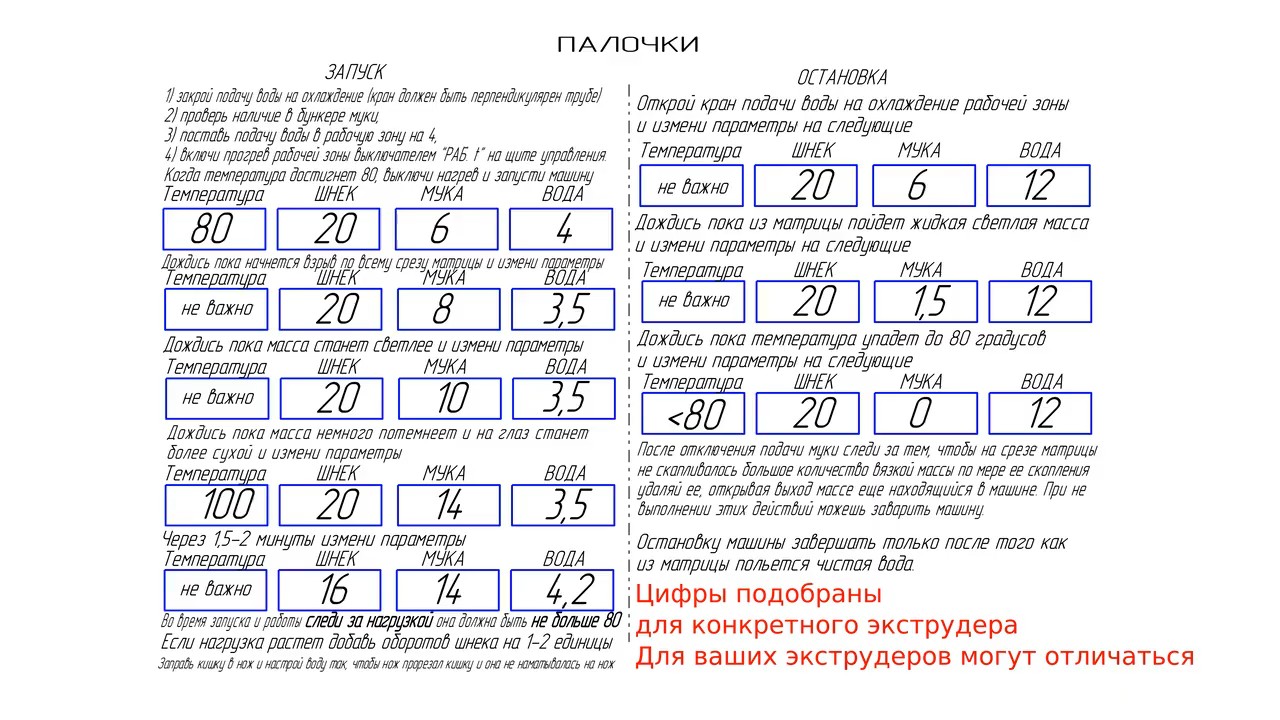 ПАЛОЧКИ
ЗАПУСК
1) закрой подачу воды на охлаждение (кран должен быть перпендикулярен трубе)
2) проверь наличие в бункере муки,
3) поставь подачу воды в рабочую зону на 4,
4) включи прогрев рабочей зоны выключателем "РАБ. t" на щите управления.
Когда температура достигнет 80, выключи нагрев и запусти машину
Температура ШНЕК МУКА ВОДА
80 20 6 4
Дождись пока начнется взрыв по всему срезу матрицы и измени параметры
Температура ШНЕК МУКА ВОДА
не важно 20 8 3,5
Дождись пока масса станет светлее и измени параметры
Температура ШНЕК МУКА ВОДА
не важно 20 10 3,5
Дождись пока масса немного потемнеет и на глаз станет
более сухой и измени параметры
Температура ШНЕК МУКА ВОДА
100 20 14 3,5
Через 1,5-2 минуты измени параметры
Температура ШНЕК МУКА ВОДА
не важно 16 14 4,2
Во время запуска и работы следи за нагрузкой она должна быть не больше 80
Если нагрузка растет добавь оборотов шнека на 1-2 единицы
Заправь кишку в нож и настрой воду так, чтобы нож прорезал кишку и она не наматывалась на нож
ОСТАНОВКА
Открой кран подачи воды на охлаждение рабочей зоны
и измени параметры на следующие
Температура ШНЕК МУКА ВОДА
не важно 20 6 12
Дождись пока из матрицы пойдет жидкая светлая масса
и измени параметры на следующие
Температура ШНЕК МУКА ВОДА
не важно 20 1,5 12
Дождись пока температура упадет до 80 градусов
и измени параметры на следующие
Температура ШНЕК МУКА ВОДА
<80 20 0 12
После отключения подачи муки следи за тем, чтобы на срезе матрицы
не скапливалось большое количество вязкой массы по мере ее скопления
удаляй ее, открывая выход массе еще находящийся в машине. При не
выполнении этих действий можешь заварить машину.
Остановку машины завершать только после того как
из матрицы польется чистая вода.
Цифры подобраны
для конкретного экструдера
Для ваших экструдеров могут отличаться